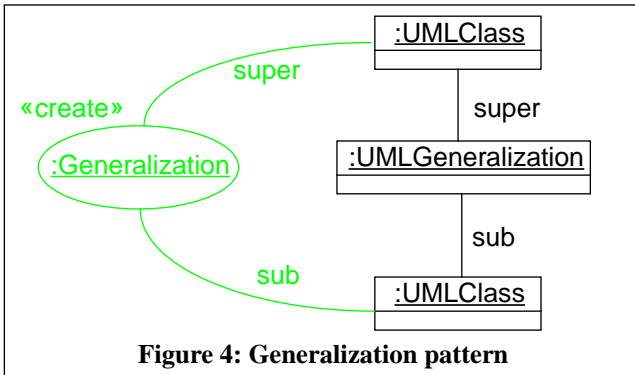 :UMLClass
super
«create»
super
:Generalization
:UMLGeneralization
sub
sub
:UMLClass
Figure 4: Generalization pattern